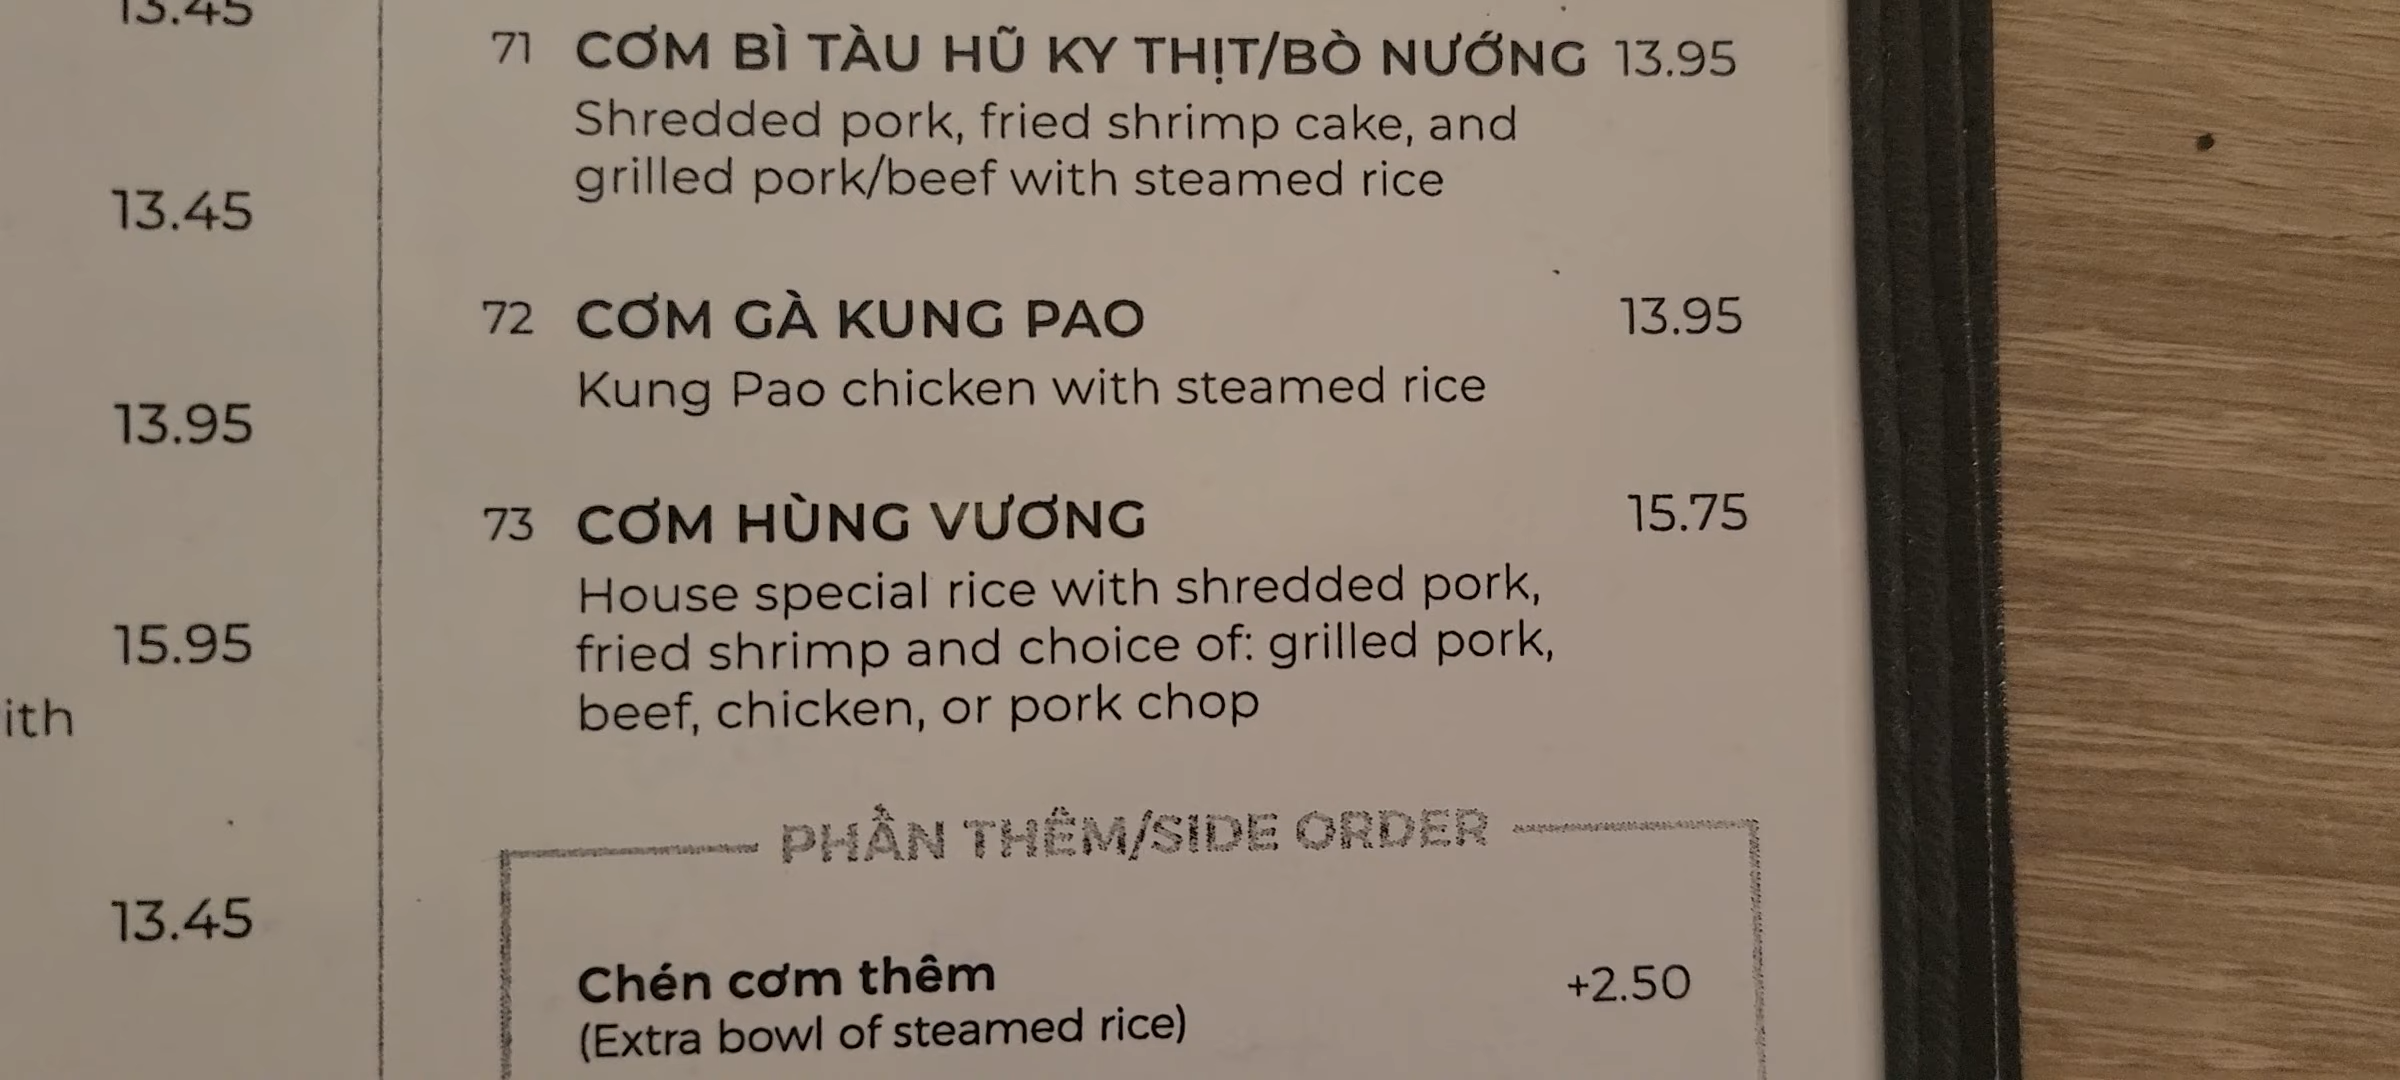 13.45
13.45
13.95
15.95
ith
13.45
71 CƠM BÌ TÀU HŨ KY THỊT/BÒ NƯỚNG 13.95
Shredded pork, fried shrimp cake, and
grilled pork/beef with steamed rice
72 CƠM GÀ KUNG PAO 13.95
Kung Pao chicken with steamed rice
73 CƠM HÙNG VƯƠNG 15.75
House special rice with shredded pork,
fried shrimp and choice of: grilled pork,
beef, chicken, or pork chop
PHẦN THÊM/SIDE ORDER
Chén cơm thêm +2.50
(Extra bowl of steamed rice)